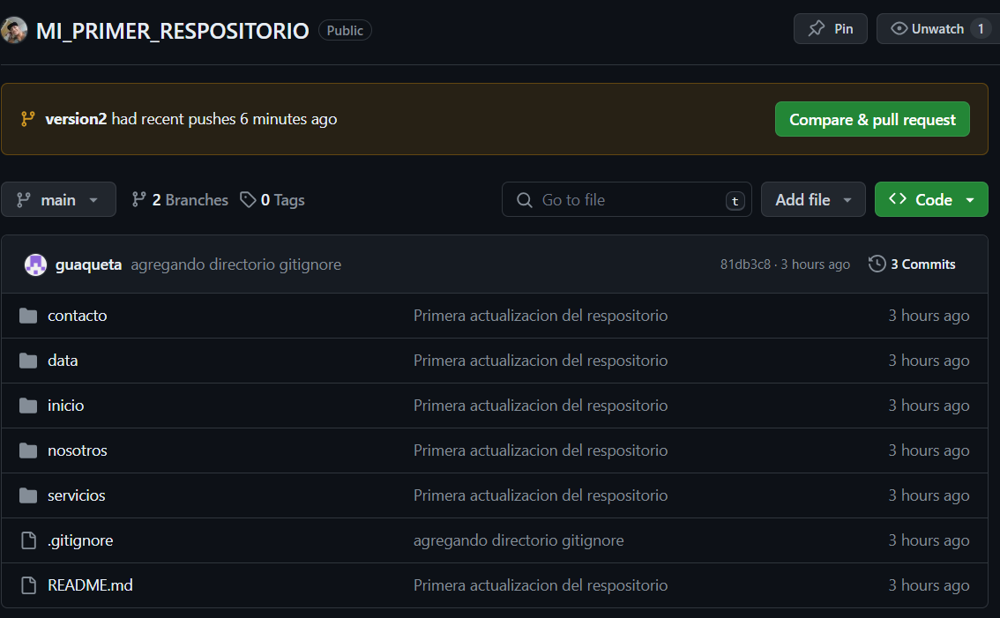 MI_PRIMER_RESPOSITORIO Public Pin Unwatch 1
version2 had recent pushes 6 minutes ago Compare & pull request
main 2 Branches 0 Tags Go to file t Add file Code
guaqueta agregando directorio gitignore 81db3c8 · 3 hours ago 3 Commits
contacto Primera actualizacion del respositorio 3 hours ago
data Primera actualizacion del respositorio 3 hours ago
inicio Primera actualizacion del respositorio 3 hours ago
nosotros Primera actualizacion del respositorio 3 hours ago
servicios Primera actualizacion del respositorio 3 hours ago
.gitignore agregando directorio gitignore 3 hours ago
README.md Primera actualizacion del respositorio 3 hours ago